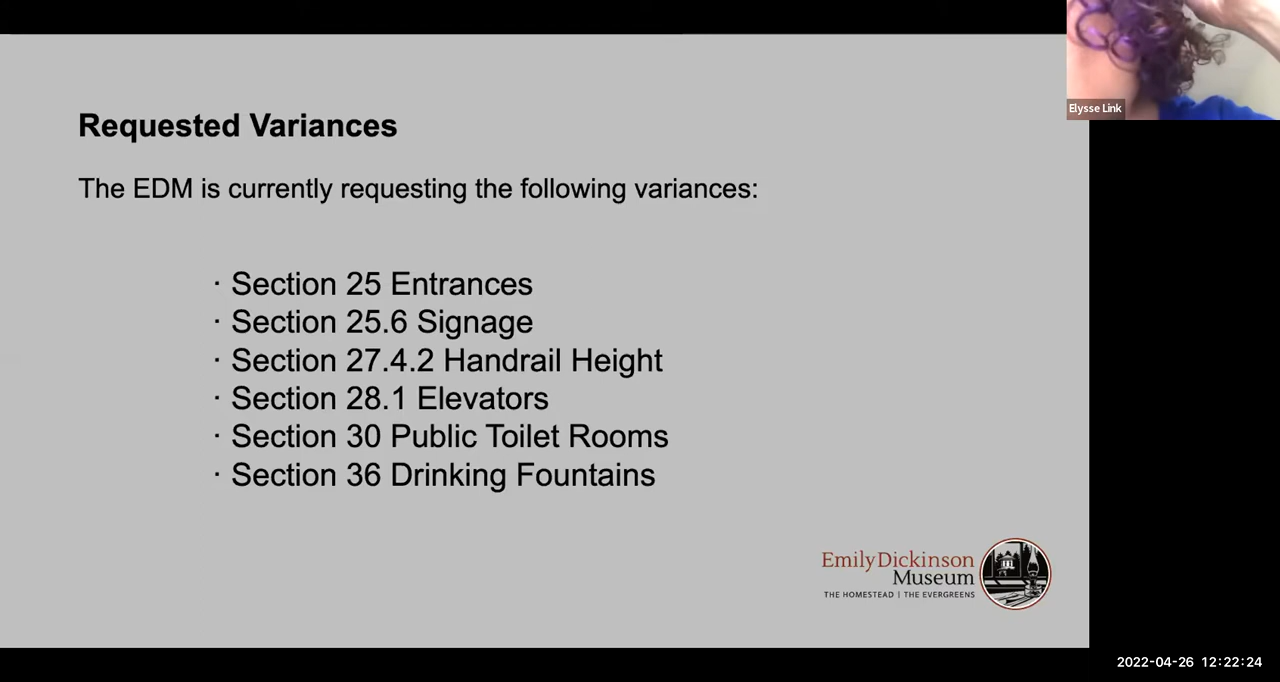 Elysse Link
Requested Variances
The EDM is currently requesting the following variances:
· Section 25 Entrances
· Section 25.6 Signage
· Section 27.4.2 Handrail Height
· Section 28.1 Elevators
· Section 30 Public Toilet Rooms
· Section 36 Drinking Fountains
EmilyDickinson
Museum
THE HOMESTEAD | THE EVERGREENS
2022-04-26 12:22:24